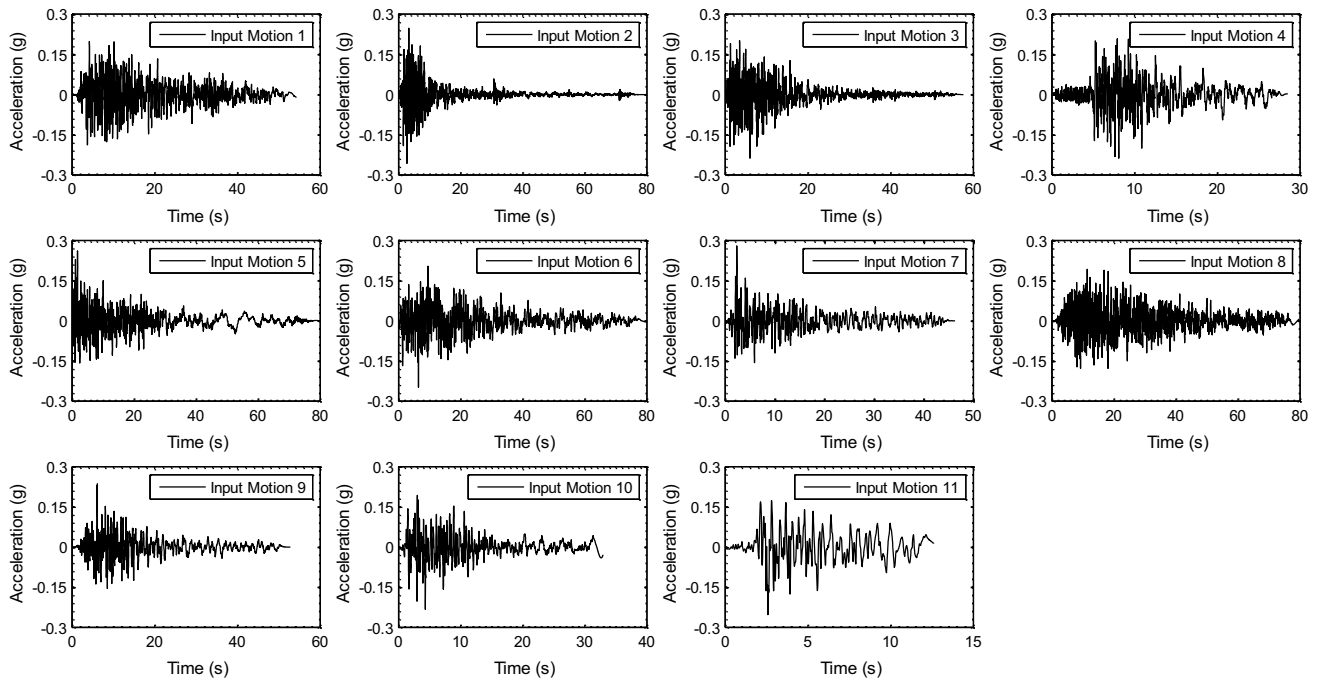 0.3
Input Motion 1
0.15
0
-0.15
-0.3
Acceleration (g)
0 20 40 60
Time (s)
0.3
Input Motion 2
0.15
0
-0.15
-0.3
Acceleration (g)
0 20 40 60 80
Time (s)
0.3
Input Motion 3
0.15
0
-0.15
-0.3
Acceleration (g)
0 20 40 60
Time (s)
0.3
Input Motion 4
0.15
0
-0.15
-0.3
Acceleration (g)
0 10 20 30
Time (s)
0.3
Input Motion 5
0.15
0
-0.15
-0.3
Acceleration (g)
0 20 40 60 80
Time (s)
0.3
Input Motion 6
0.15
0
-0.15
-0.3
Acceleration (g)
0 20 40 60 80
Time (s)
0.3
Input Motion 7
0.15
0
-0.15
-0.3
Acceleration (g)
0 10 20 30 40 50
Time (s)
0.3
Input Motion 8
0.15
0
-0.15
-0.3
Acceleration (g)
0 20 40 60 80
Time (s)
0.3
Input Motion 9
0.15
0
-0.15
-0.3
Acceleration (g)
0 20 40 60
Time (s)
0.3
Input Motion 10
0.15
0
-0.15
-0.3
Acceleration (g)
0 10 20 30 40
Time (s)
0.3
Input Motion 11
0.15
0
-0.15
-0.3
Acceleration (g)
0 5 10 15
Time (s)